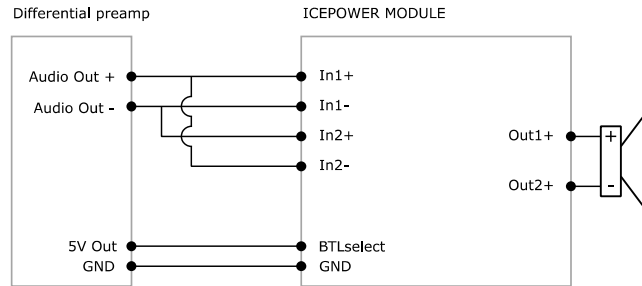 Differential preamp
ICEPOWER MODULE
Audio Out +
Audio Out -
5V Out
GND
In1+
In1-
In2+
In2-
BTLselect
GND
Out1+
Out2+
+
-